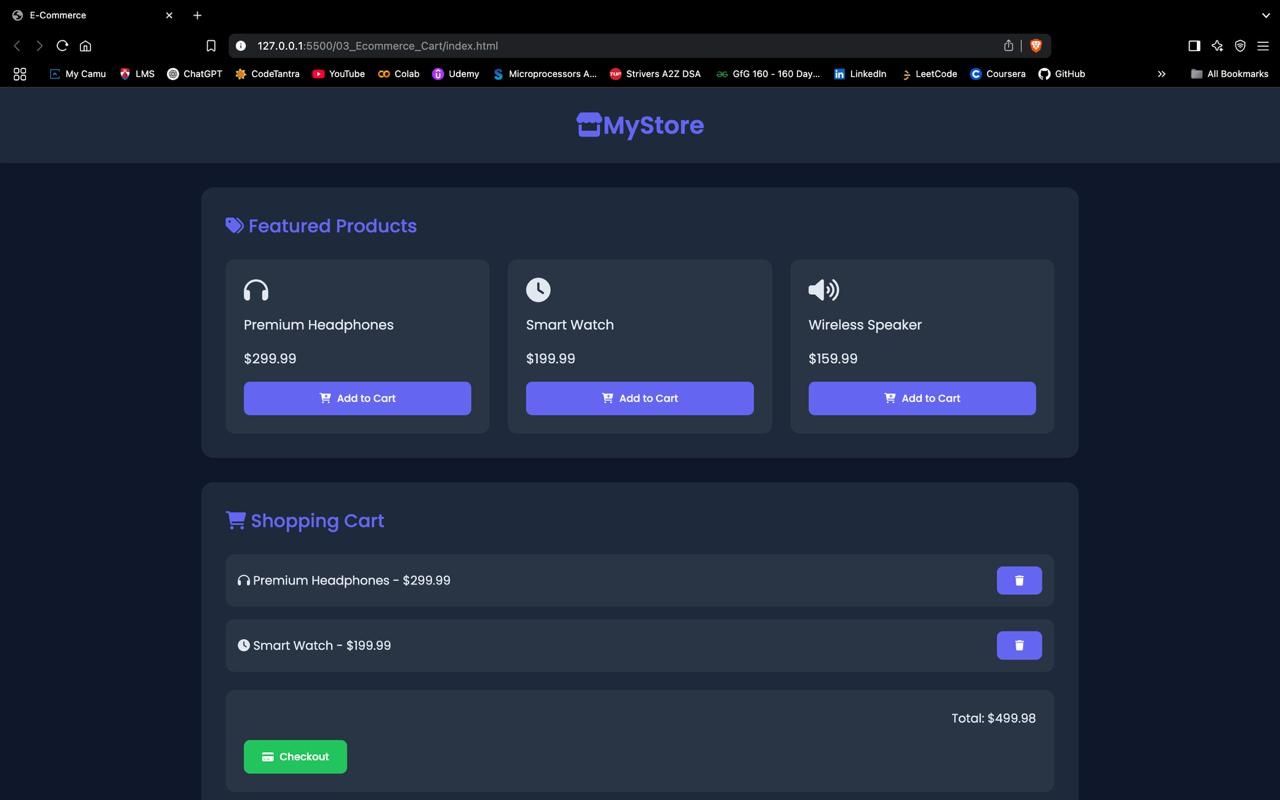 E-Commerce
127.0.0.1:5500/03_Ecommerce_Cart/index.html
My Camu LMS ChatGPT CodeTantra YouTube Colab Udemy Microprocessors A... Strivers A2Z DSA GfG 160 - 160 Day... LinkedIn LeetCode Coursera GitHub » All Bookmarks
MyStore
Featured Products
Premium Headphones
$299.99
Add to Cart
Smart Watch
$199.99
Add to Cart
Wireless Speaker
$159.99
Add to Cart
Shopping Cart
Premium Headphones - $299.99
Smart Watch - $199.99
Total: $499.98
Checkout